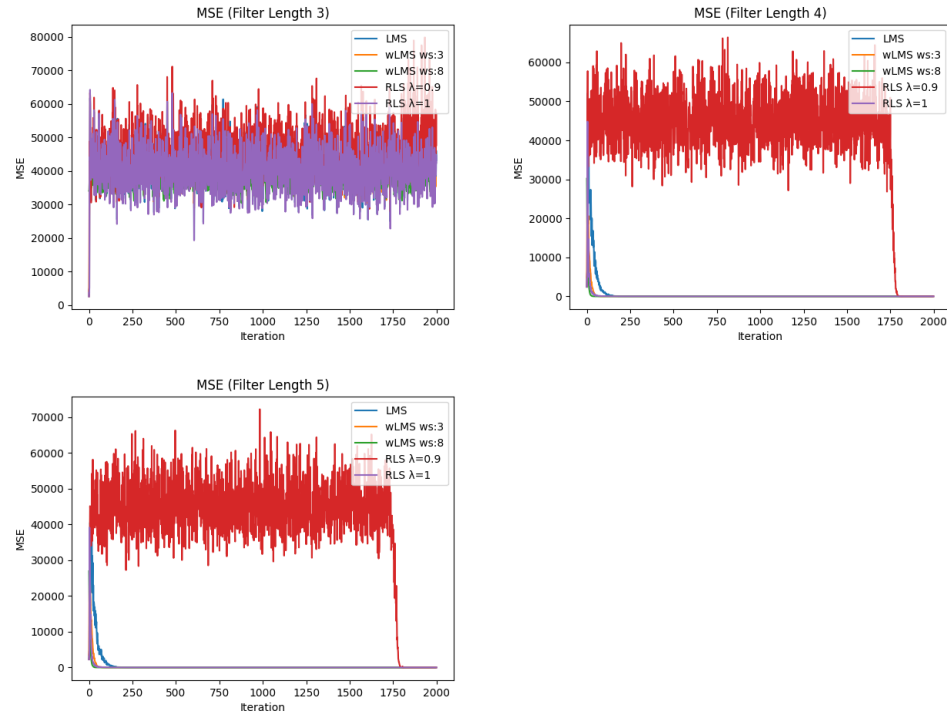 MSE (Filter Length 3)
MSE
80000
70000
60000
50000
40000
30000
20000
10000
0
LMS
wLMS ws:3
wLMS ws:8
RLS λ=0.9
RLS λ=1
0 250 500 750 1000 1250 1500 1750 2000
Iteration
MSE (Filter Length 4)
MSE
60000
50000
40000
30000
20000
10000
0
LMS
wLMS ws:3
wLMS ws:8
RLS λ=0.9
RLS λ=1
0 250 500 750 1000 1250 1500 1750 2000
Iteration
MSE (Filter Length 5)
MSE
70000
60000
50000
40000
30000
20000
10000
0
LMS
wLMS ws:3
wLMS ws:8
RLS λ=0.9
RLS λ=1
0 250 500 750 1000 1250 1500 1750 2000
Iteration